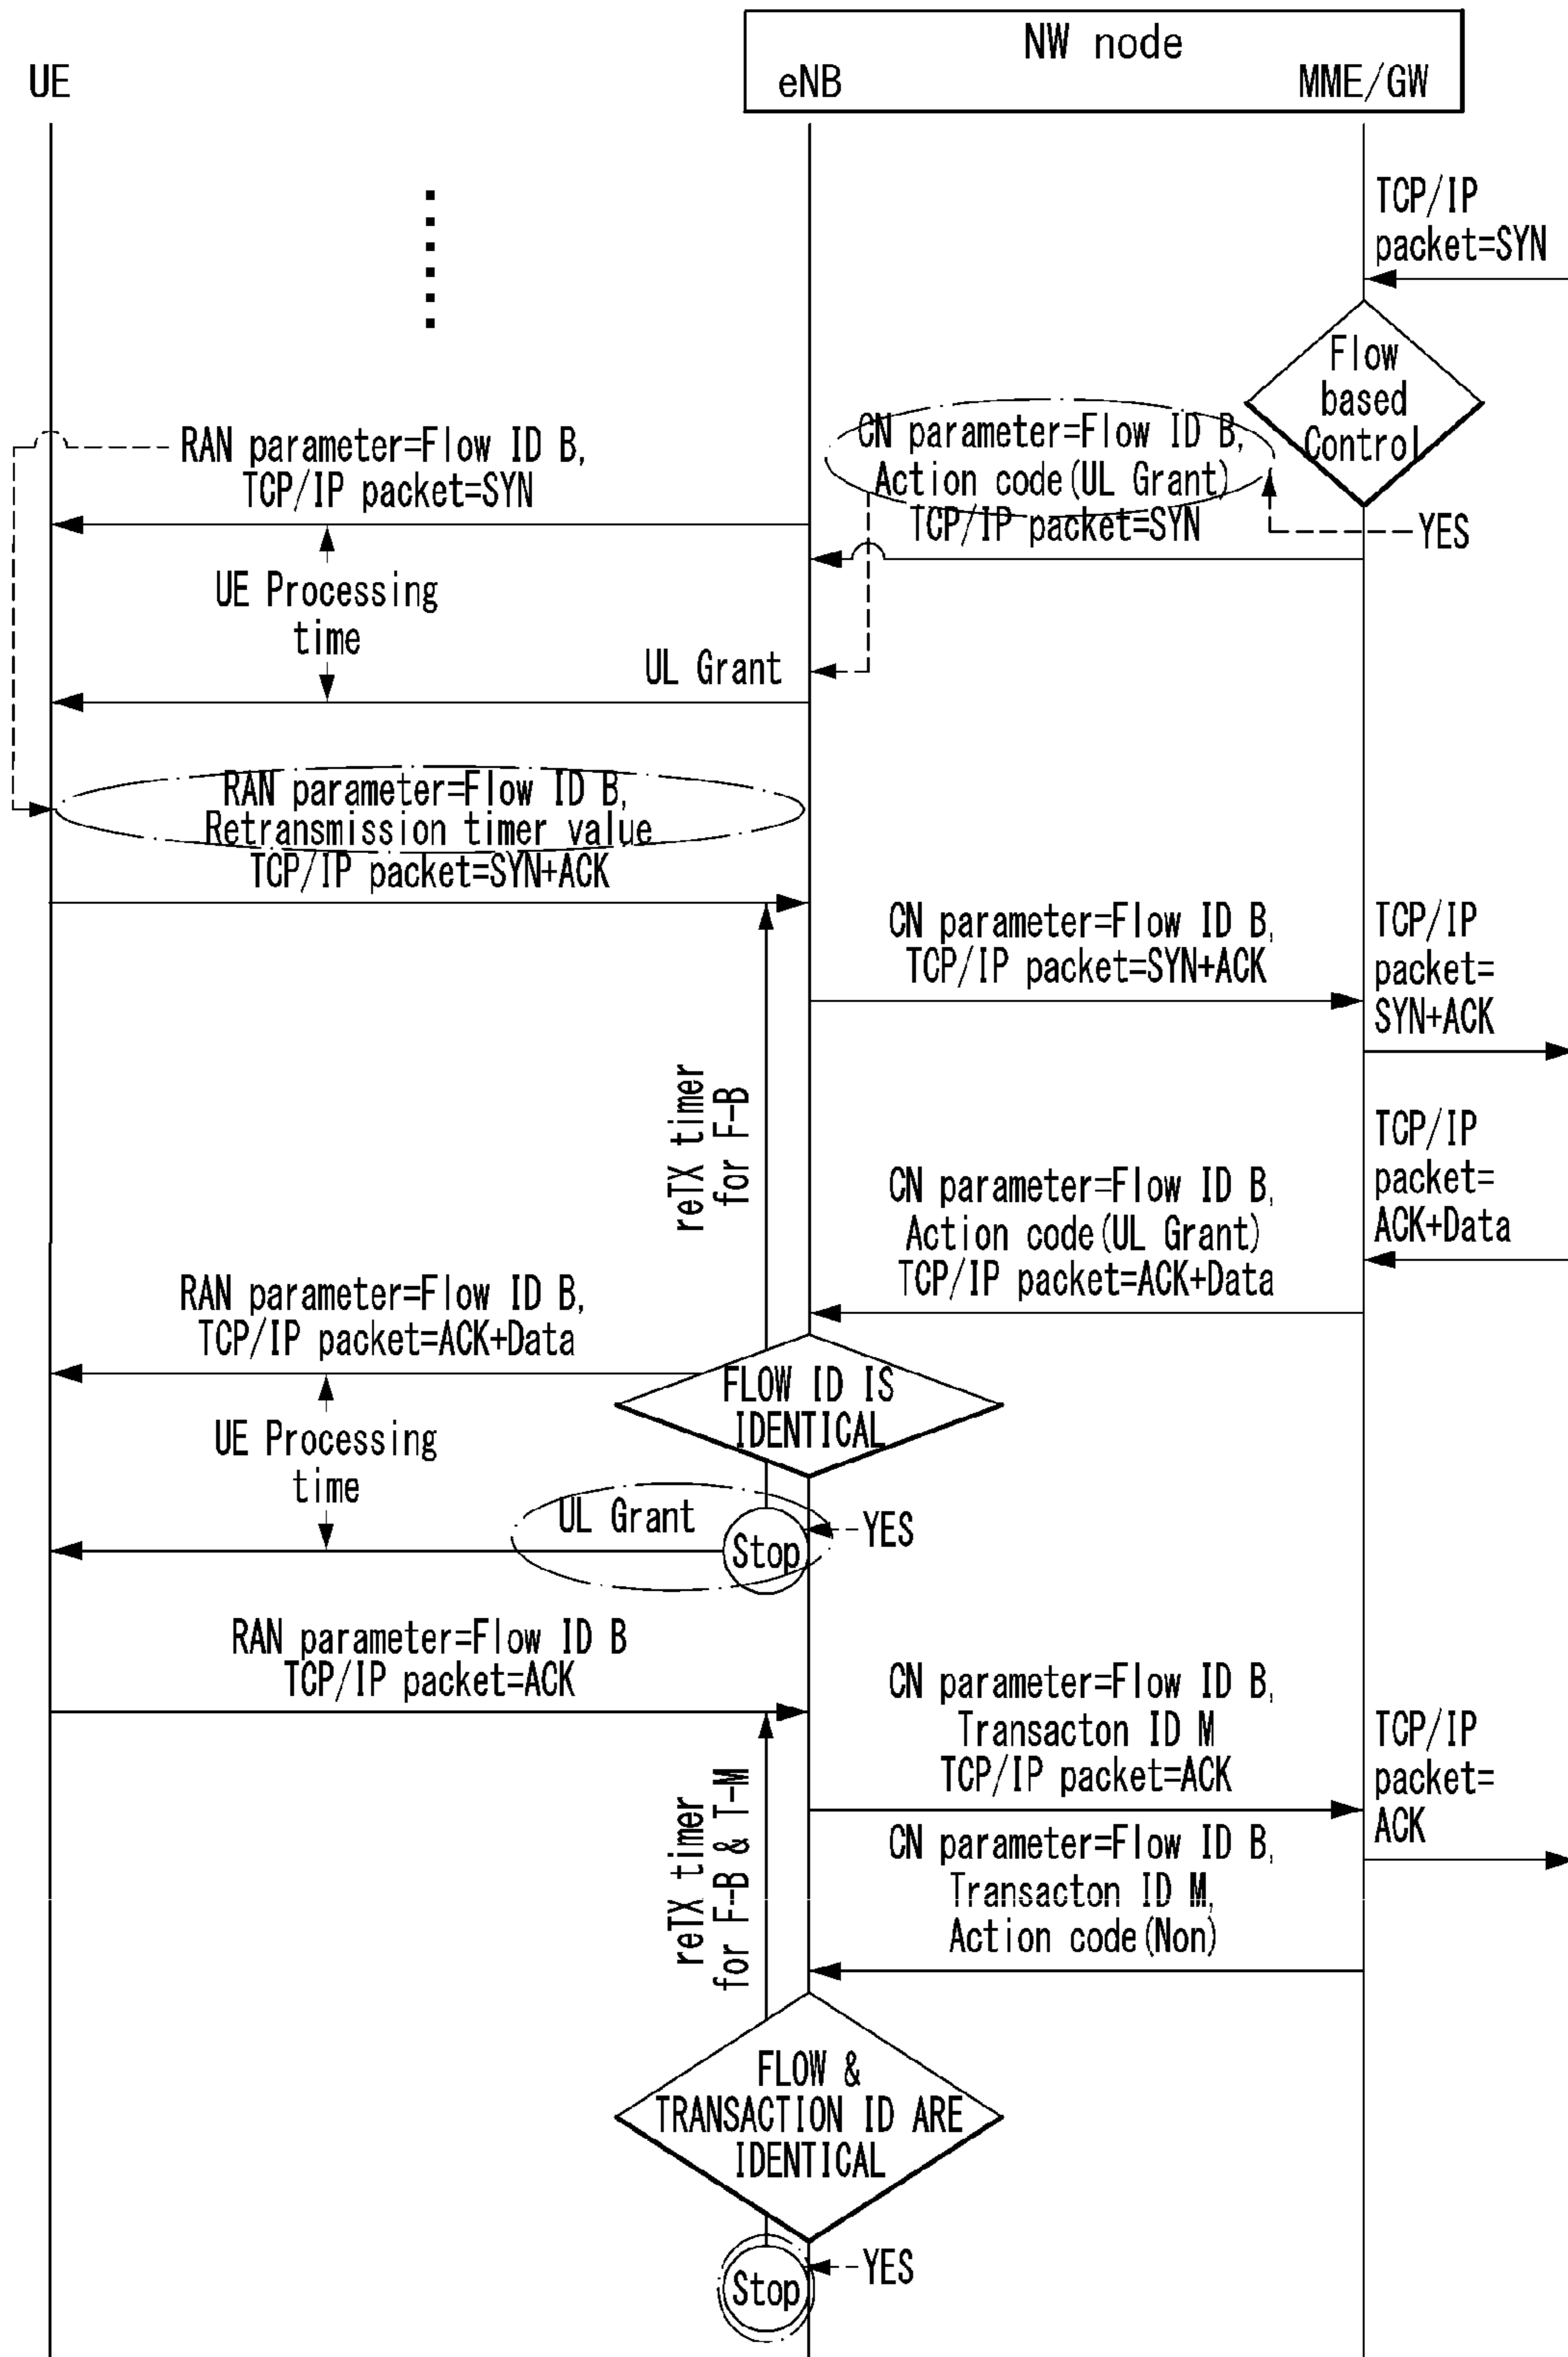 NW node
UE
eNB
MME/GW
TCP/IP
packet=SYN
Flow
based
Control
CN parameter=Flow ID B,
Action code(UL Grant)
TCP/IP packet=SYN
YES
RAN parameter=Flow ID B,
TCP/IP packet=SYN
UE Processing
time
UL Grant
RAN parameter=Flow ID B,
Retransmission timer value
TCP/IP packet=SYN+ACK
CN parameter=Flow ID B,
TCP/IP packet=SYN+ACK
TCP/IP
packet=
SYN+ACK
reTX timer
for F-B
TCP/IP
packet=
ACK+Data
CN parameter=Flow ID B,
Action code(UL Grant)
TCP/IP packet=ACK+Data
RAN parameter=Flow ID B,
TCP/IP packet=ACK+Data
FLOW ID IS
IDENTICAL
UE Processing
time
UL Grant
Stop
YES
RAN parameter=Flow ID B
TCP/IP packet=ACK
CN parameter=Flow ID B,
Transacton ID M
TCP/IP packet=ACK
TCP/IP
packet=
ACK
reTX timer
for F-B & T-M
CN parameter=Flow ID B,
Transacton ID M,
Action code(Non)
FLOW &
TRANSACTION ID ARE
IDENTICAL
Stop
YES